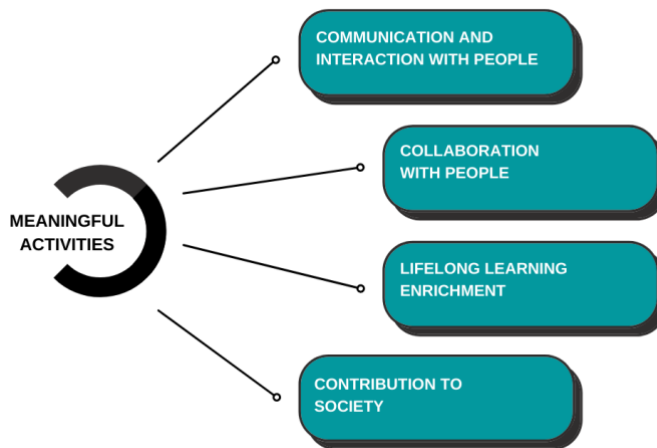 COMMUNICATION AND
INTERACTION WITH PEOPLE
COLLABORATION
WITH PEOPLE
MEANINGFUL
ACTIVITIES
LIFELONG LEARNING
ENRICHMENT
CONTRIBUTION TO
SOCIETY